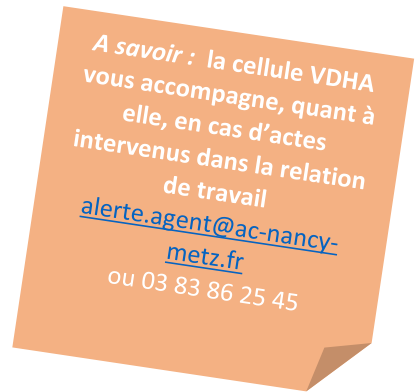 A savoir : la cellule VDHA
vous accompagne, quant à
elle, en cas d’actes
intervenus dans la relation
de travail
alerte.agent@ac-nancy-
metz.fr
ou 03 83 86 25 45